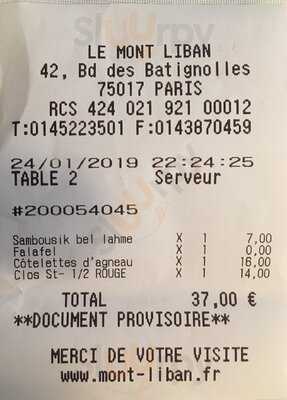 LE MONT LIBAN
42, Bd des Batignolles
75017 PARIS
RCS 424 021 921 00012
T:0145223501 F:0143870459
24/01/2019 22:24:25
TABLE 2 Serveur
#200054045
Sambousik bel lahme X 1 7,00
Falafel X 1 0,00
Côtelettes d'agneau X 1 16,00
Clos St- 1/2 ROUGE X 1 14,00
TOTAL 37,00 €
**DOCUMENT PROVISOIRE**
MERCI DE VOTRE VISITE
www.mont-liban.fr